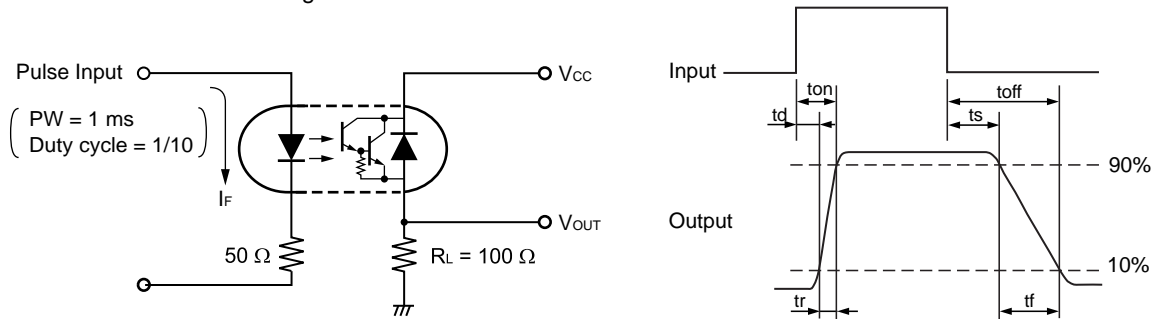 Pulse Input
PW = 1 ms
Duty cycle = 1/10
IF
50 Ω
VCC
VOUT
RL = 100 Ω
Input
ton
toff
td
ts
90%
Output
10%
tr
tf